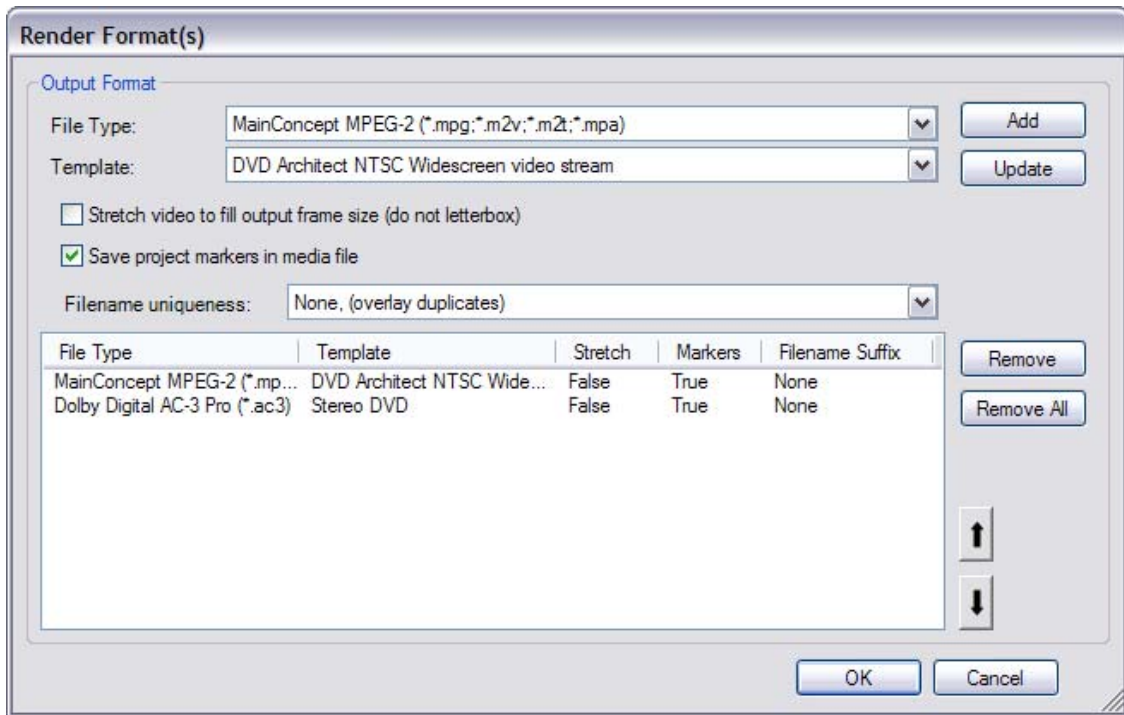 Render Format(s)
Output Format
File Type: MainConcept MPEG-2 (*.mpg;*.m2v;*.m2t;*.mpa) Add
Template: DVD Architect NTSC Widescreen video stream Update
Stretch video to fill output frame size (do not letterbox)
Save project markers in media file
Filename uniqueness: None, (overlay duplicates)
File Type Template Stretch Markers Filename Suffix Remove
MainConcept MPEG-2 (*.mp... DVD Architect NTSC Wide... False True None
Dolby Digital AC-3 Pro (*.ac3) Stereo DVD False True None
Remove All
OK Cancel